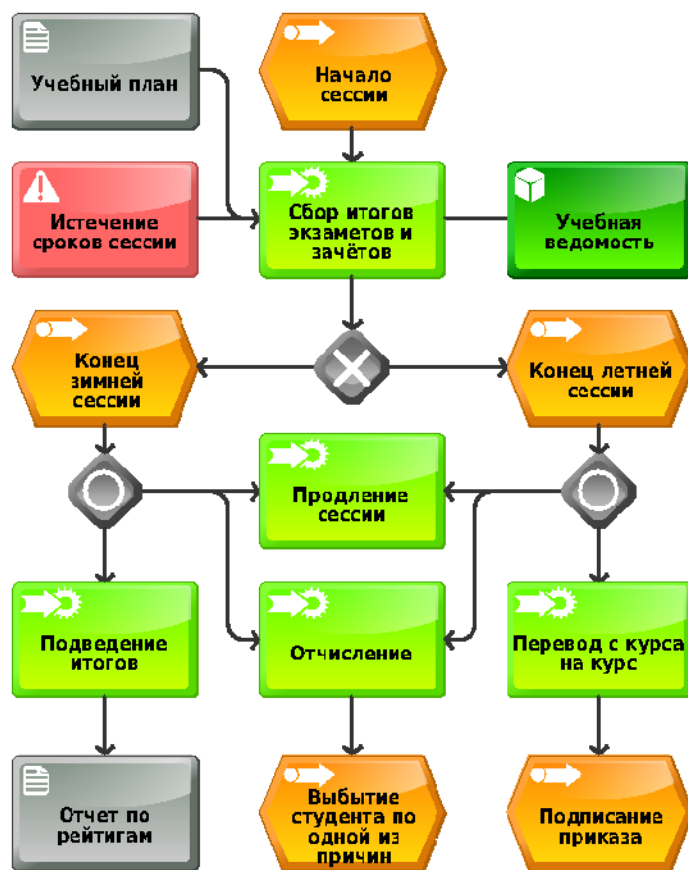 Учебный план
Начало
сессии
Истечение
сроков сессии
Сбор итогов
экзаметов и
зачётов
Учебная
ведомость
Конец
зимней
сессии
Конец летней
сессии
Продление
сессии
Подведение
итогов
Отчисление
Перевод с курса
на курс
Отчет по
рейтигам
Выбытие
студента по
одной из
причин
Подписание
приказа